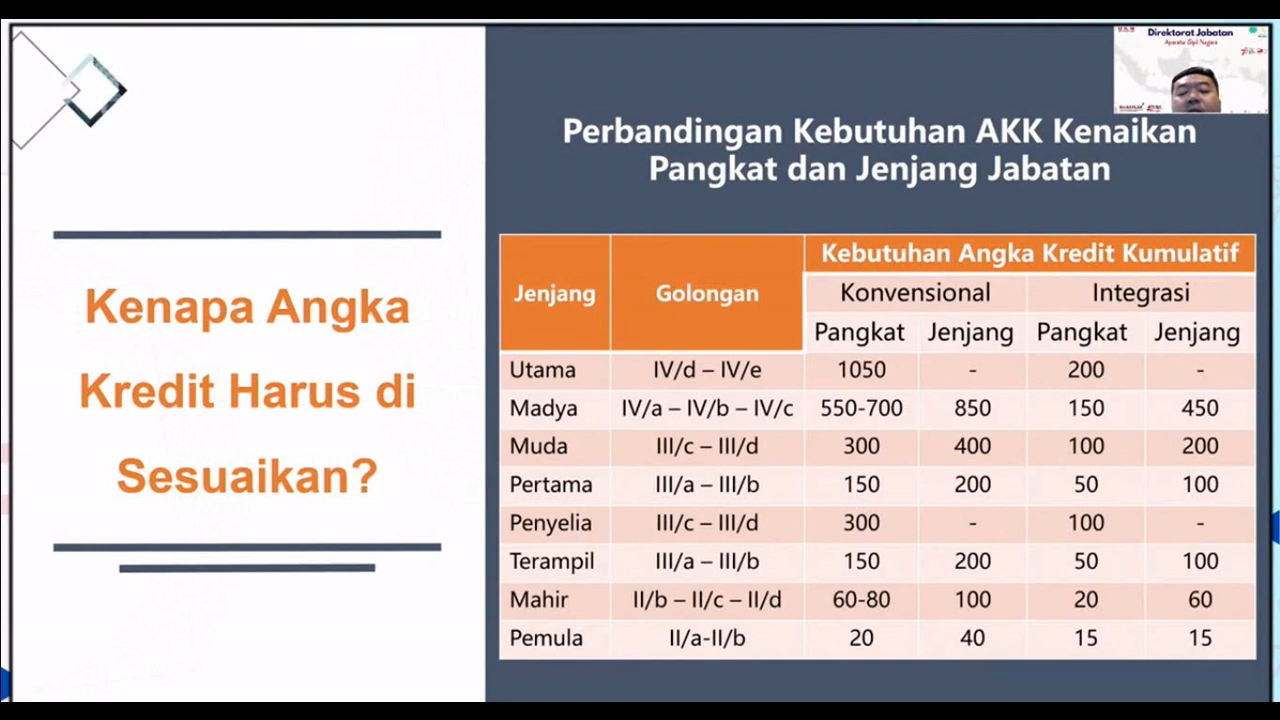 Direktorat Jabatan
Aparatur Sipil Negara
Perbandingan Kebutuhan AKK Kenaikan
Pangkat dan Jenjang Jabatan
Kenapa Angka
Kredit Harus di
Sesuaikan?
Jenjang Golongan Kebutuhan Angka Kredit Kumulatif
Konvensional Integrasi
Pangkat Jenjang Pangkat Jenjang
Utama IV/d – IV/e 1050 - 200 -
Madya IV/a – IV/b – IV/c 550-700 850 150 450
Muda III/c – III/d 300 400 100 200
Pertama III/a – III/b 150 200 50 100
Penyelia III/c – III/d 300 - 100 -
Terampil III/a – III/b 150 200 50 100
Mahir II/b – II/c – II/d 60-80 100 20 60
Pemula II/a-II/b 20 40 15 15